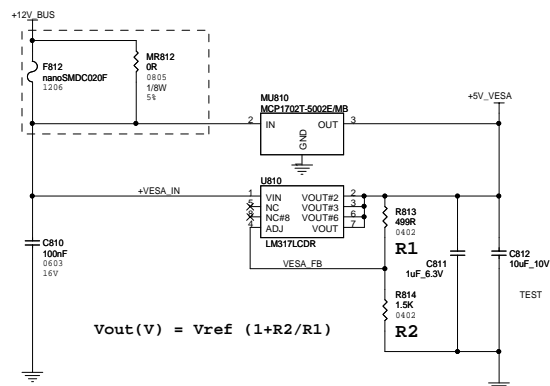 +12V_BUS
F812
nanoSMDC020F
1206
MR812
0R
0805
1/8W
5%
MU810
MCP1702T-5002E/MB
2 IN OUT 3
GND
+5V_VESA
+VESA_IN
U810
1 VIN VOUT#2 2
5 NC VOUT#3 3
8 NC#8 VOUT#6 6
4 ADJ VOUT 7
LM317LCDR
VESA_FB
R813
499R
0402
R1
C810
100nF
0603
16V
C811
1uF_6.3V
C812
10uF_10V
TEST
R814
1.5K
0402
R2
Vout(V) = Vref (1+R2/R1)